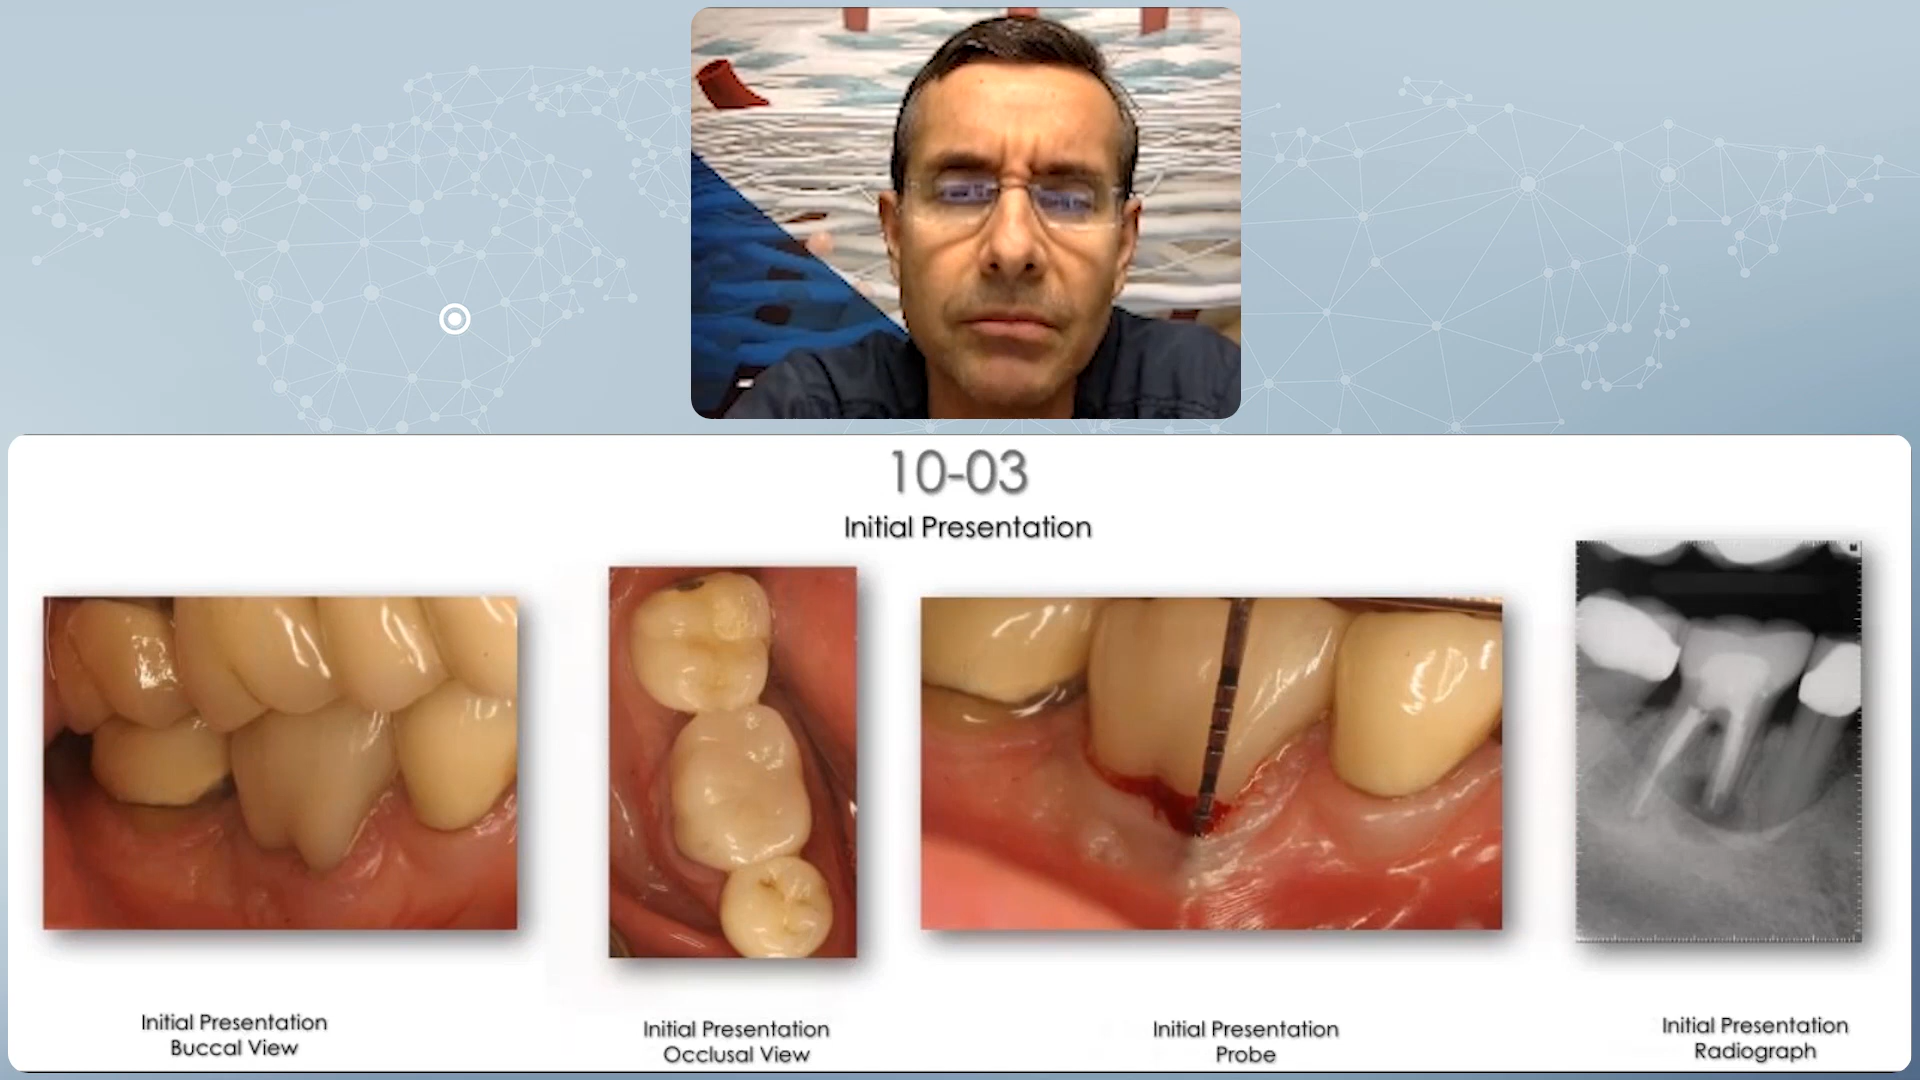 10-03
Initial Presentation
Initial Presentation
Buccal View
Initial Presentation
Occlusal View
Initial Presentation
Probe
Initial Presentation
Radiograph